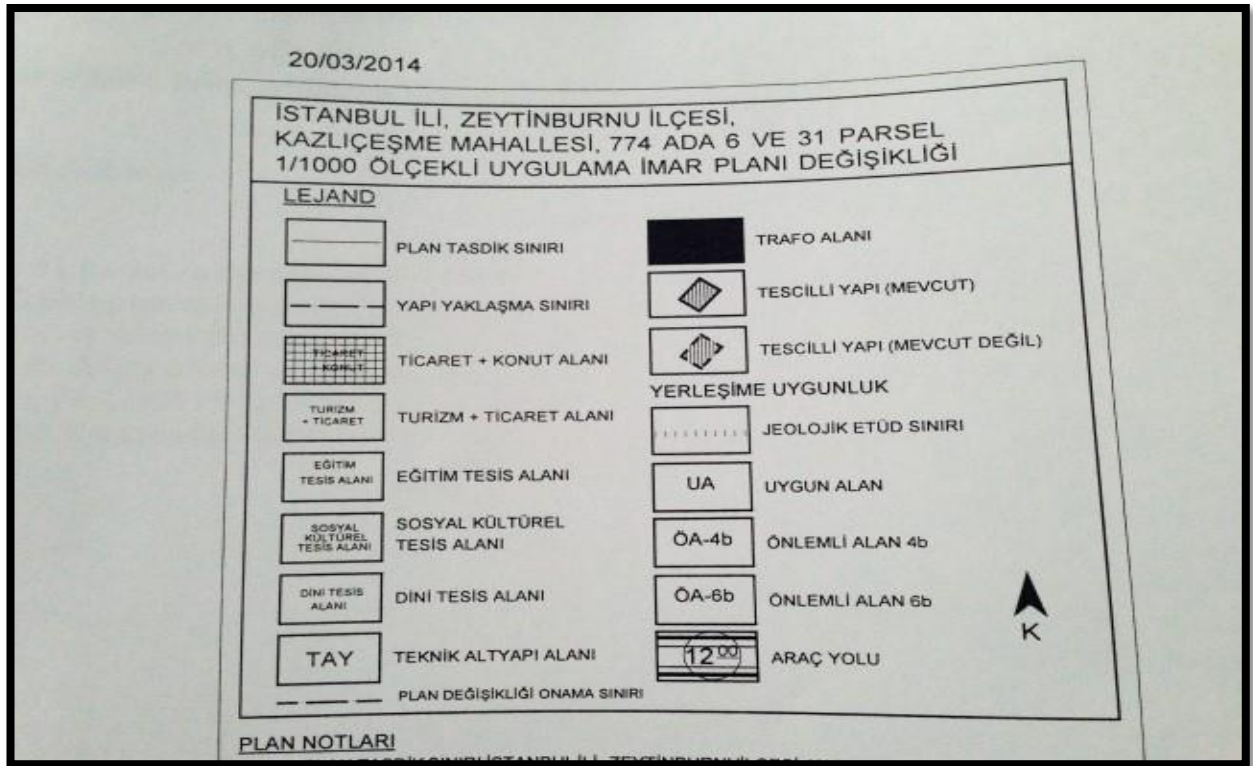 20/03/2014
İSTANBUL İLİ, ZEYTİNBURNU İLÇESİ,
KAZLIÇEŞME MAHALLESİ, 774 ADA 6 VE 31 PARSEL
1/1000 ÖLÇEKLİ UYGULAMA İMAR PLANI DEĞİŞİKLİĞİ
LEJAND
PLAN TASDİK SINIRI
YAPI YAKLAŞMA SINIRI
TİCARET
+ KONUT
TİCARET + KONUT ALANI
TURİZM
+ TİCARET
TURİZM + TİCARET ALANI
EĞİTİM
TESİS ALANI
EĞİTİM TESİS ALANI
SOSYAL
KÜLTÜREL
TESİS ALANI
SOSYAL KÜLTÜREL
TESİS ALANI
DİNİ TESİS
ALANI
DİNİ TESİS ALANI
TAY
TEKNİK ALTYAPI ALANI
PLAN DEĞİŞİKLİĞİ ONAMA SINIRI
TRAFO ALANI
TESCİLLİ YAPI (MEVCUT)
TESCİLLİ YAPI (MEVCUT DEĞİL)
YERLEŞİME UYGUNLUK
JEOLOJİK ETÜD SINIRI
UA
UYGUN ALAN
ÖA-4b
ÖNLEMLİ ALAN 4b
ÖA-6b
ÖNLEMLİ ALAN 6b
12.00
ARAÇ YOLU
K
PLAN NOTLARI